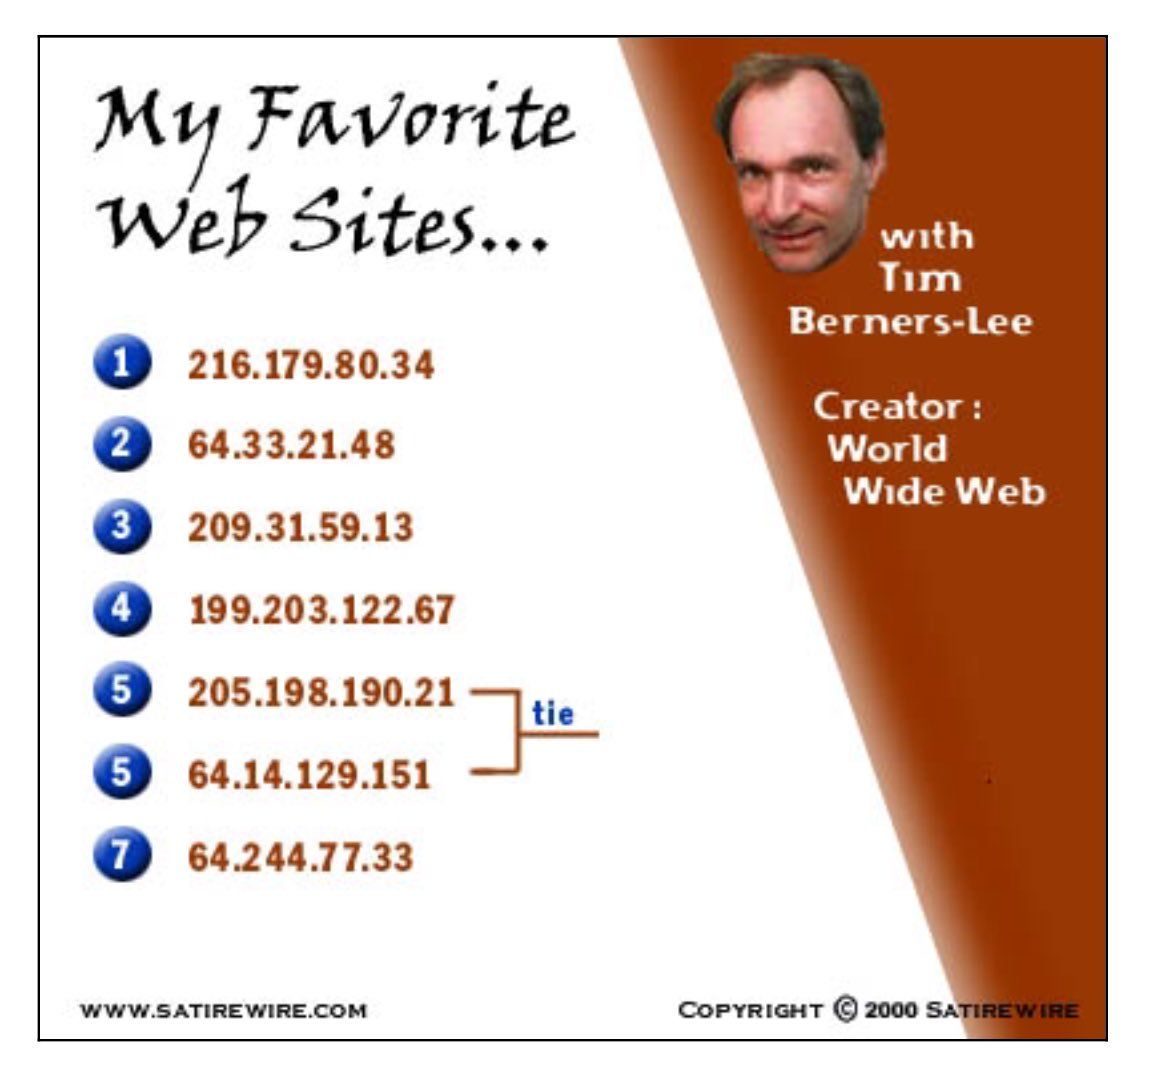 My Favorite
Web Sites...
with
Tim
Berners-Lee
Creator :
World
Wide Web
1 216.179.80.34
2 64.33.21.48
3 209.31.59.13
4 199.203.122.67
5 205.198.190.21
tie
5 64.14.129.151
7 64.244.77.33
WWW.SATIREWIRE.COM
COPYRIGHT © 2000 SATIREWIRE